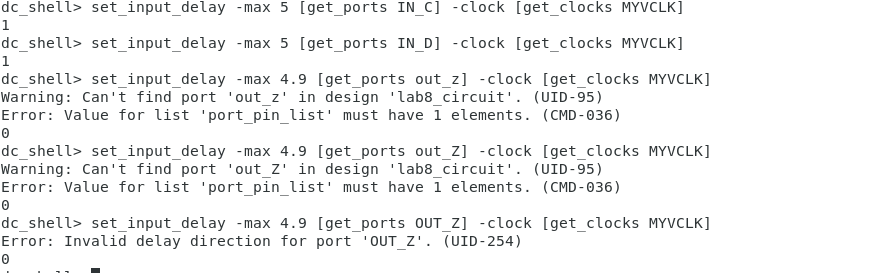 dc_shell> set_input_delay -max 5 [get_ports IN_C] -clock [get_clocks MYVCLK]
1
dc_shell> set_input_delay -max 5 [get_ports IN_D] -clock [get_clocks MYVCLK]
1
dc_shell> set_input_delay -max 4.9 [get_ports out_z] -clock [get_clocks MYVCLK]
Warning: Can't find port 'out_z' in design 'lab8_circuit'. (UID-95)
Error: Value for list 'port_pin_list' must have 1 elements. (CMD-036)
0
dc_shell> set_input_delay -max 4.9 [get_ports out_Z] -clock [get_clocks MYVCLK]
Warning: Can't find port 'out_Z' in design 'lab8_circuit'. (UID-95)
Error: Value for list 'port_pin_list' must have 1 elements. (CMD-036)
0
dc_shell> set_input_delay -max 4.9 [get_ports OUT_Z] -clock [get_clocks MYVCLK]
Error: Invalid delay direction for port 'OUT_Z'. (UID-254)
0